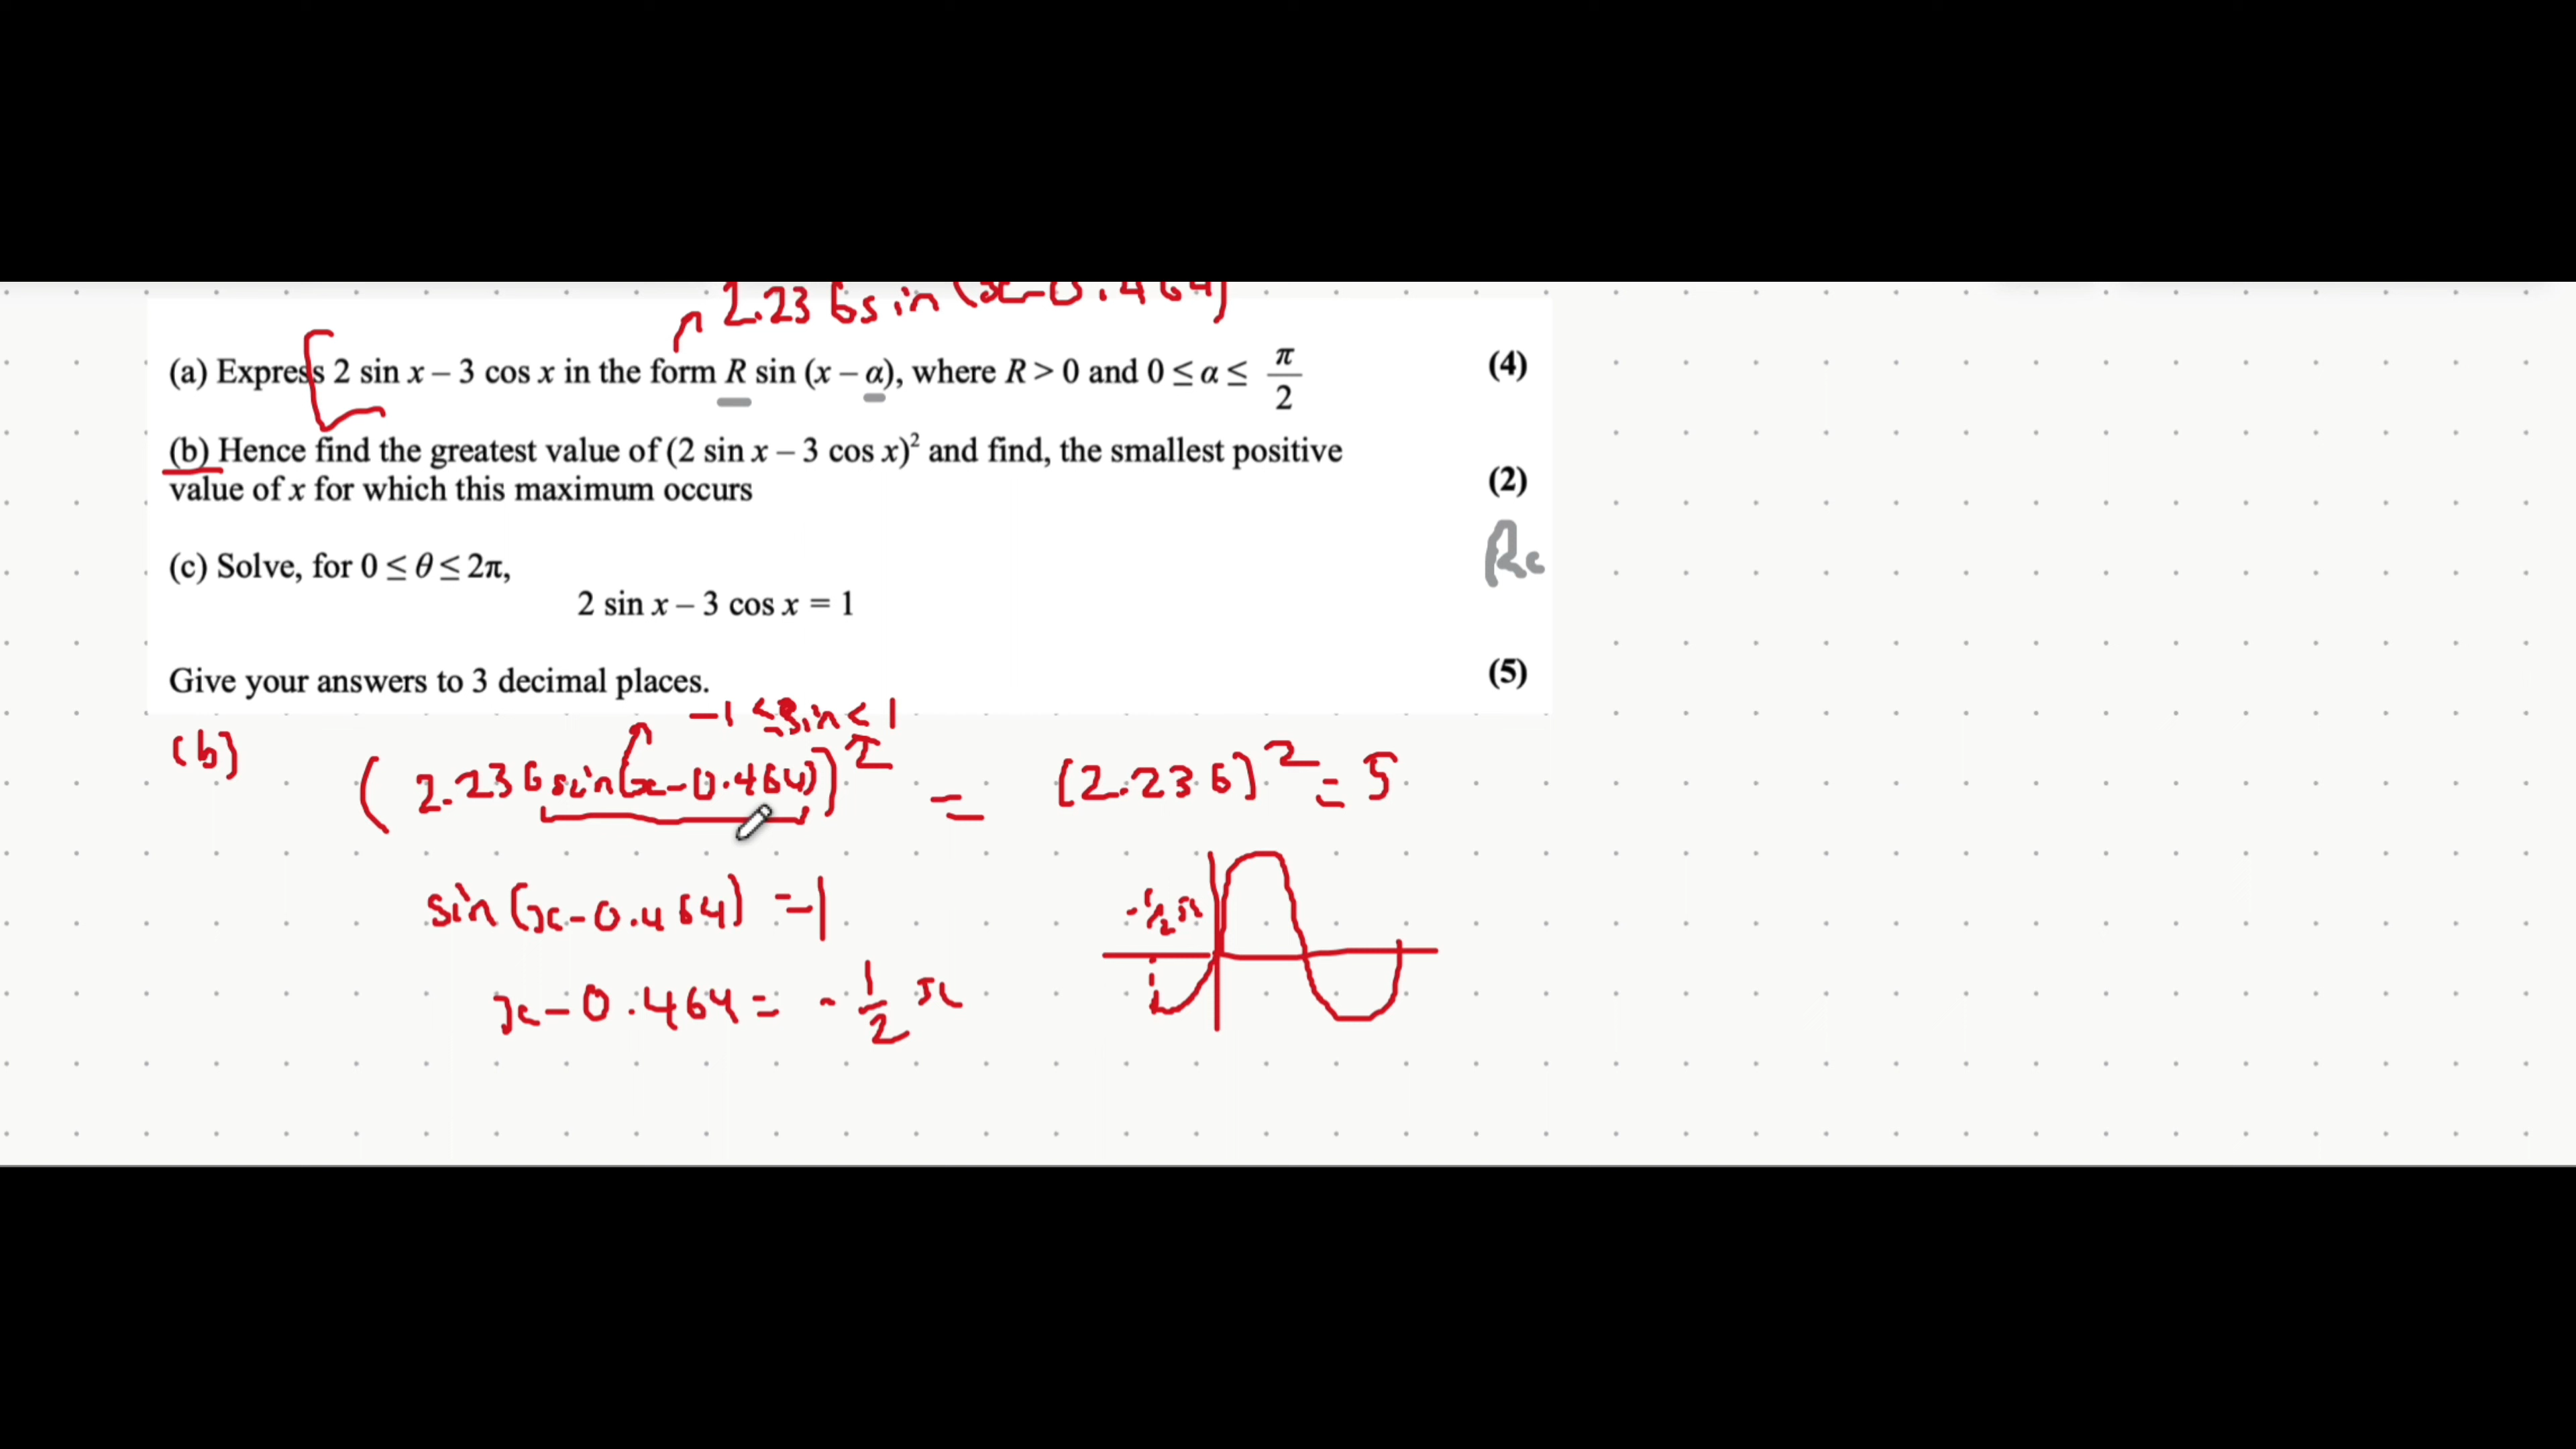 2.236sin(x-0.464)
(a) Express 2 sin x – 3 cos x in the form R sin (x – α), where R > 0 and 0 ≤ α ≤ π/2 (4)
(b) Hence find the greatest value of (2 sin x – 3 cos x)² and find, the smallest positive
value of x for which this maximum occurs (2)
(c) Solve, for 0 ≤ θ ≤ 2π,
2 sin x – 3 cos x = 1
Give your answers to 3 decimal places. (5)
-1 ≤ sin ≤ 1
(b) (2.236sin(x-0.464))² = (2.236)² = 5
sin(x-0.464) = -1
-1/2 π
x-0.464 = -1/2 π